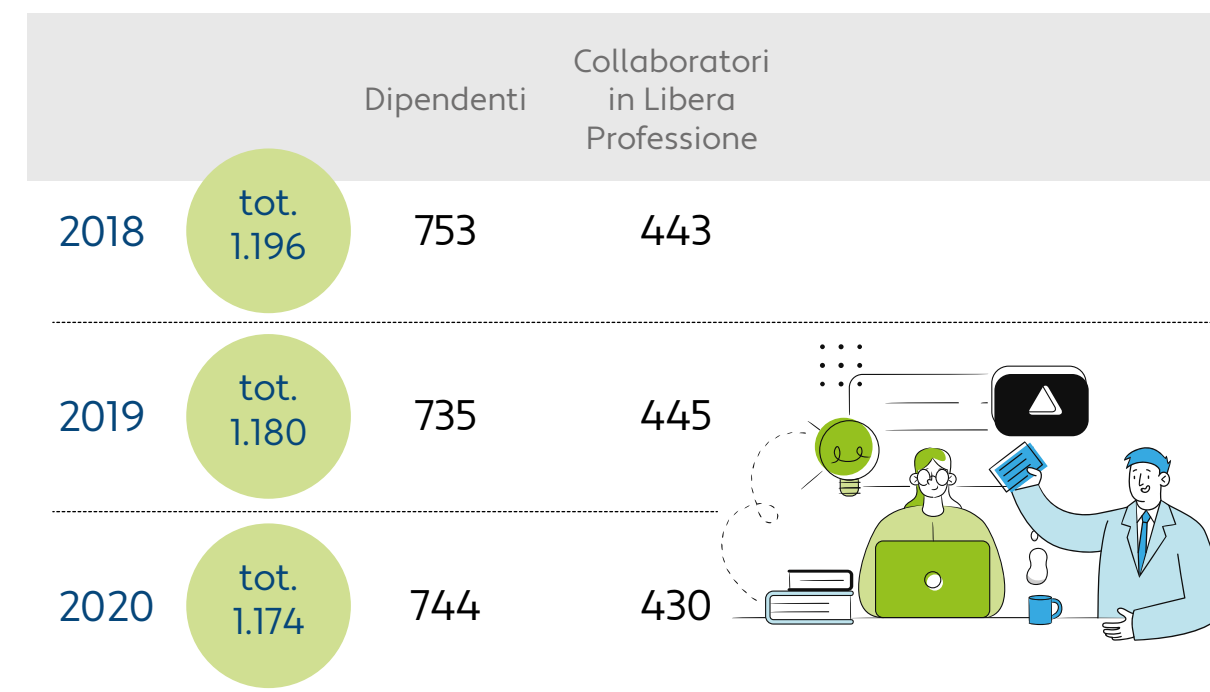 Dipendenti
Collaboratori
in Libera
Professione
2018
tot.
1.196
753
443
2019
tot.
1.180
735
445
2020
tot.
1.174
744
430